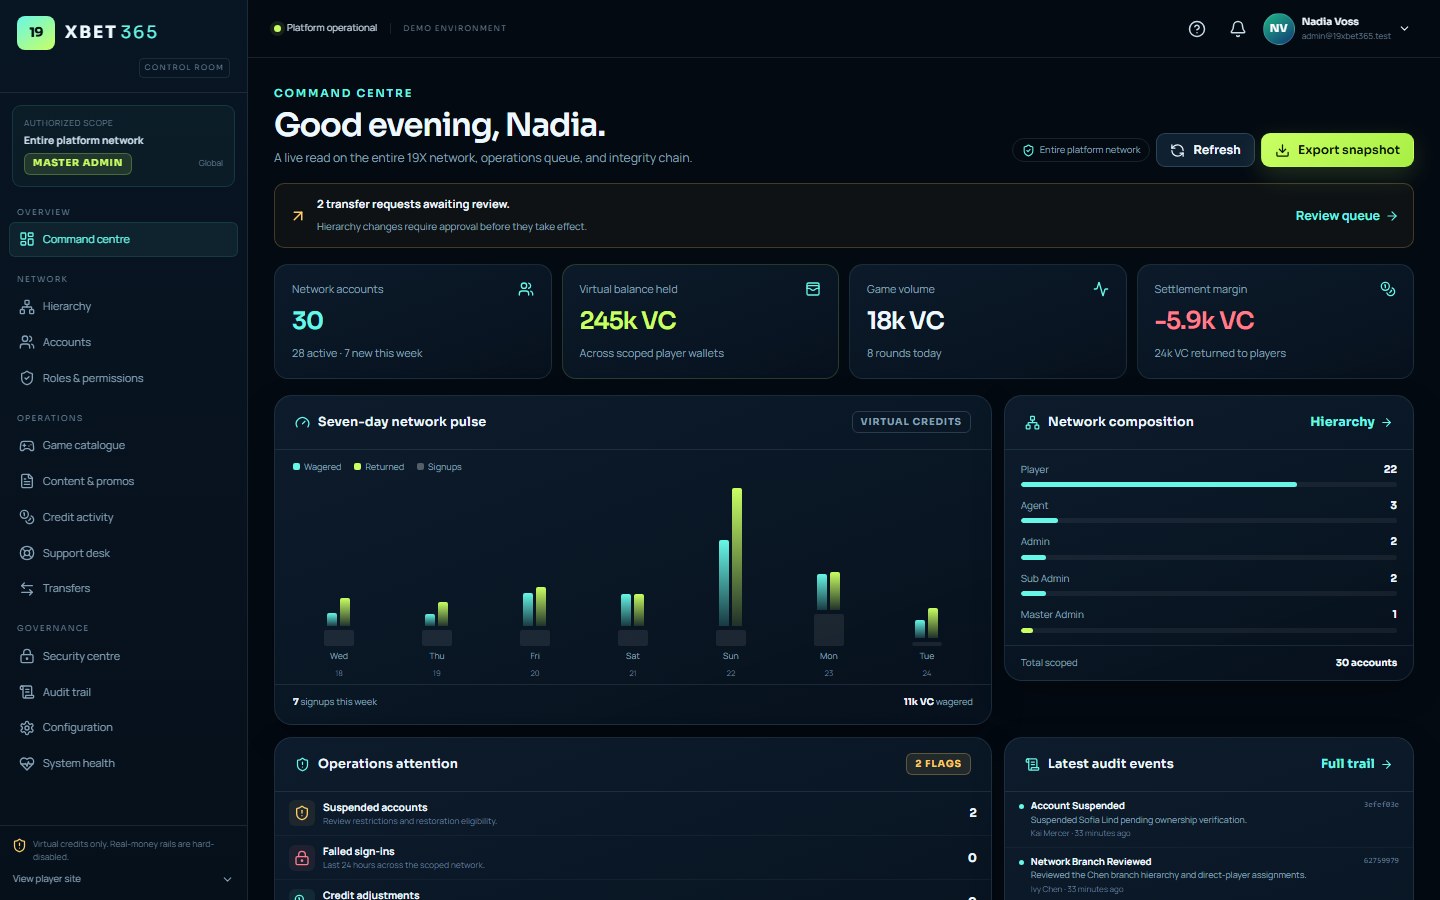 19 XBET 365
CONTROL ROOM
AUTHORIZED SCOPE
Entire platform network
MASTER ADMIN Global
OVERVIEW
Command centre
NETWORK
Hierarchy
Accounts
Roles & permissions
OPERATIONS
Game catalogue
Content & promos
Credit activity
Support desk
Transfers
GOVERNANCE
Security centre
Audit trail
Configuration
System health
Virtual credits only. Real-money rails are hard-
disabled.
View player site
Platform operational DEMO ENVIRONMENT
NV Nadia Voss
admin@19xbet365.test
COMMAND CENTRE
Good evening, Nadia.
A live read on the entire 19X network, operations queue, and integrity chain.
Entire platform network Refresh Export snapshot
2 transfer requests awaiting review.
Hierarchy changes require approval before they take effect.
Review queue
Network accounts
30
28 active · 7 new this week
Virtual balance held
245k VC
Across scoped player wallets
Game volume
18k VC
8 rounds today
Settlement margin
-5.9k VC
24k VC returned to players
Seven-day network pulse VIRTUAL CREDITS
Wagered Returned Signups
Wed Thu Fri Sat Sun Mon Tue
18 19 20 21 22 23 24
7 signups this week 11k VC wagered
Network composition Hierarchy
Player 22
Agent 3
Admin 2
Sub Admin 2
Master Admin 1
Total scoped 30 accounts
Operations attention 2 FLAGS
Suspended accounts 2
Review restrictions and restoration eligibility.
Failed sign-ins 0
Last 24 hours across the scoped network.
Credit adjustments
Latest audit events Full trail
Account Suspended 3efef03e
Suspended Sofia Lind pending ownership verification.
Kai Mercer · 33 minutes ago
Network Branch Reviewed 62759979
Reviewed the Chen branch hierarchy and direct-player assignments.
Ivy Chen · 33 minutes ago